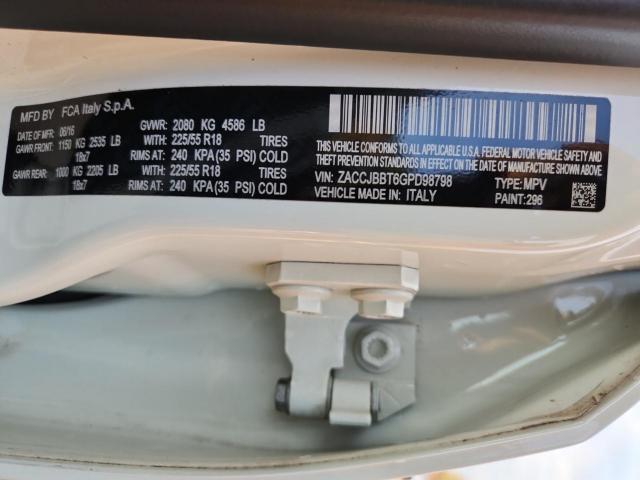 MFD BY FCA Italy S.p.A.
DATE OF MFD: 06/16 GVWR: 2080 KG 4586 LB
GAWR FRONT: 1150 KG 2535 LB WITH: 225/55 R18 TIRES
18x7 RIMS AT: 240 KPA(35 PSI) COLD
GAWR REAR: 1000 KG 2205 LB WITH: 225/55 R18 TIRES
18x7 RIMS AT: 240 KPA(35 PSI) COLD
THIS VEHICLE CONFORMS TO ALL APPLICABLE U.S.A. FEDERAL MOTOR VEHICLE SAFETY AND
THEFT PREVENTION STANDARDS IN EFFECT ON THE DATE OF MANUFACTURE SHOWN ABOVE
VIN: ZACCJBBT6GPD98798 TYPE: MPV
VEHICLE MADE IN: ITALY PAINT: 296